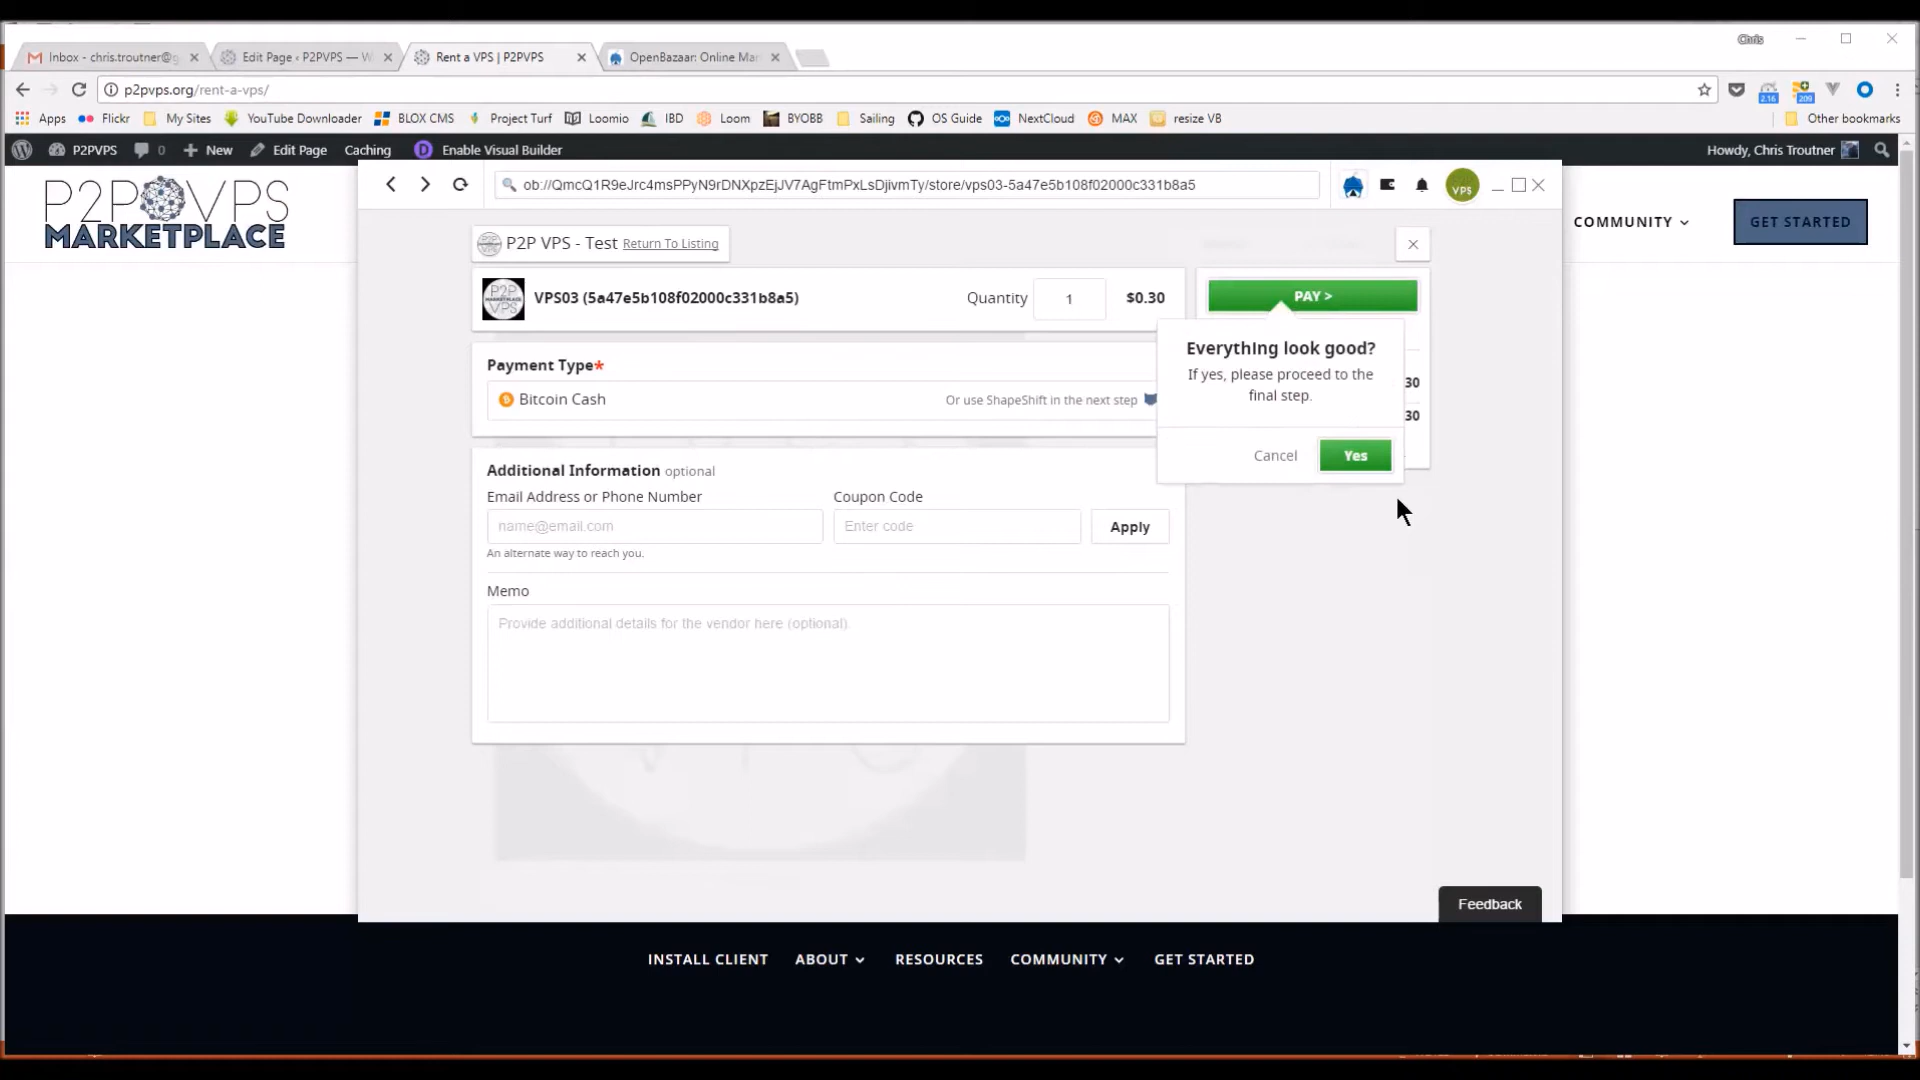 Chris
Inbox - chris.troutner@g
Edit Page ‹ P2PVPS — W
Rent a VPS | P2PVPS
OpenBazaar: Online Mar
p2pvps.org/rent-a-vps/
2.16
209
Apps
Flickr
My Sites
YouTube Downloader
BLOX CMS
Project Turf
Loomio
IBD
Loom
BYOBB
Sailing
OS Guide
NextCloud
MAX
resize VB
Other bookmarks
P2PVPS
0
New
Edit Page
Caching
D
Enable Visual Builder
Howdy, Chris Troutner
P2P VPS
MARKETPLACE
ob://QmcQ1R9eJrc4msPPyN9rDNXpzEjJV7AgFtmPxLsDjivmTy/store/vps03-5a47e5b108f02000c331b8a5
VPS
COMMUNITY
GET STARTED
P2P VPS - Test Return To Listing
VPS03 (5a47e5b108f02000c331b8a5)
Quantity
1
$0.30
PAY >
Everything look good?
If yes, please proceed to the
final step.
30
30
Cancel
Yes
Payment Type*
Bitcoin Cash
Or use ShapeShift in the next step
Additional Information optional
Email Address or Phone Number
Coupon Code
name@email.com
Enter code
Apply
An alternate way to reach you.
Memo
Provide additional details for the vendor here (optional).
Feedback
INSTALL CLIENT
ABOUT
RESOURCES
COMMUNITY
GET STARTED